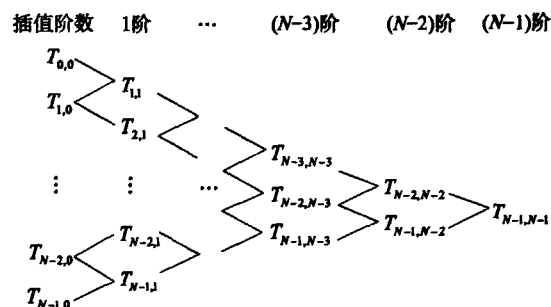 插值阶数 1阶 … (N−3)阶 (N−2)阶 (N−1)阶
T0,0
T1,1
T1,0
T2,1
TN−3,N−3
TN−2,N−2
⋮ ⋮ … TN−2,N−3 TN−1,N−1
TN−1,N−2
TN−2,1 TN−1,N−3
TN−2,0
TN−1,1
TN−1,0